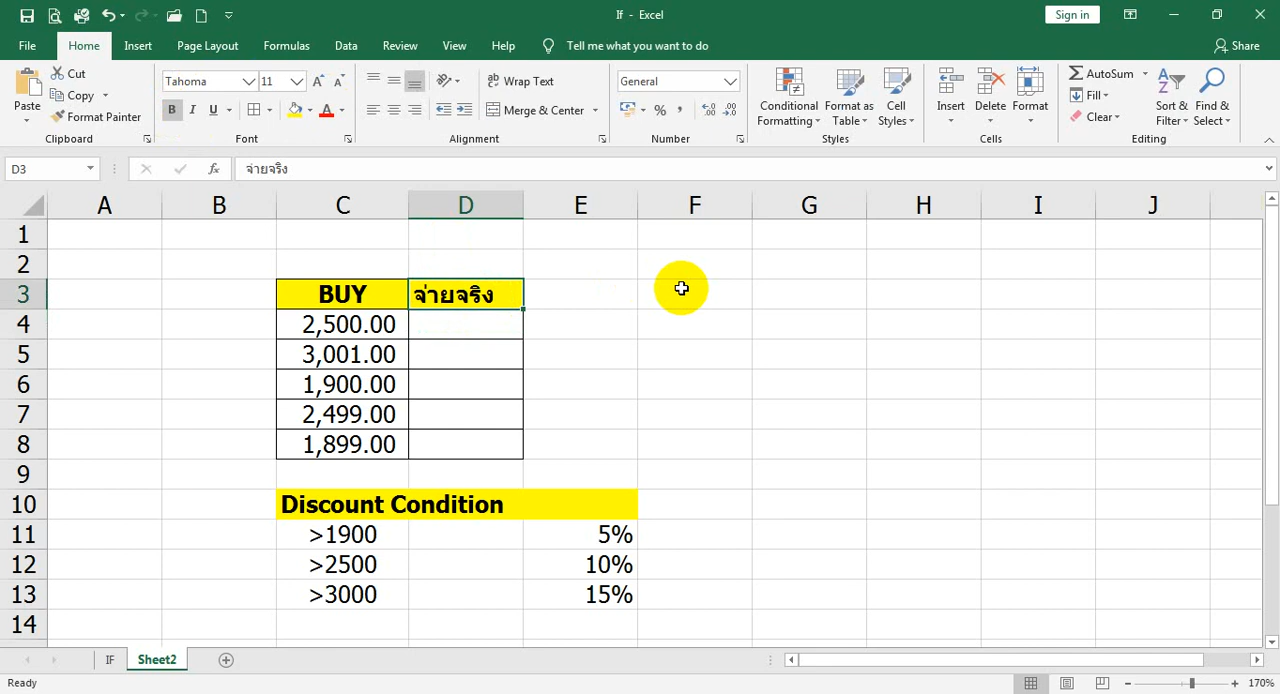 If - Excel
Sign in
File Home Insert Page Layout Formulas Data Review View Help Tell me what you want to do Share
Paste
Cut
Copy
Format Painter
Clipboard
Tahoma 11
B I U
Font
Wrap Text
Merge & Center
Alignment
General
% ,
Number
Conditional Formatting
Format as Table
Cell Styles
Styles
Insert Delete Format
Cells
AutoSum
Fill
Clear
Sort & Filter
Find & Select
Editing
D3 fx จ่ายจริง
A B C D E F G H I J
1
2
3 BUY จ่ายจริง
4 2,500.00
5 3,001.00
6 1,900.00
7 2,499.00
8 1,899.00
9
10 Discount Condition
11 >1900 5%
12 >2500 10%
13 >3000 15%
14
IF Sheet2
Ready 170%